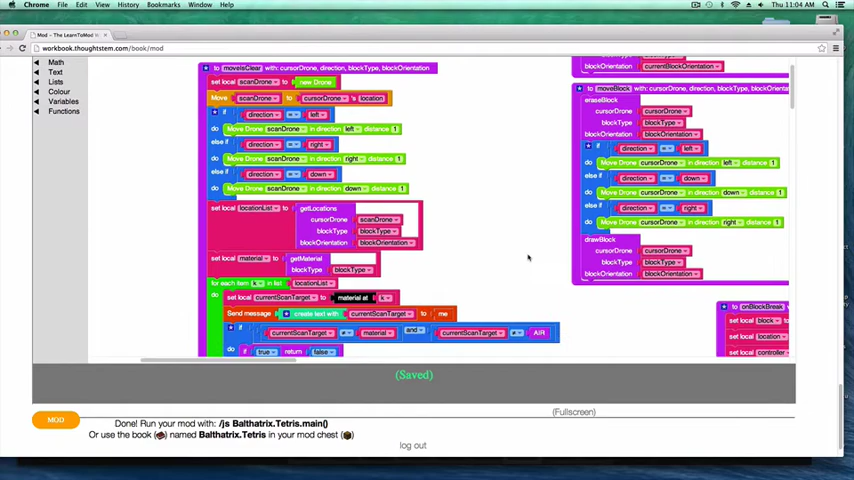 Chrome File Edit View History Bookmarks Window Help
Thu 11:04 AM
Mod - The LearnToMod
workbook.thoughtstem.com/book/mod
Math
Text
Lists
Colour
Variables
Functions
to moveIsClear with: cursorDrone, direction, blockType, blockOrientation
set local scanDrone to new Drone
Move scanDrone to cursorDrone 's location
if direction = left
do Move Drone scanDrone in direction left distance 1
else if direction = right
do Move Drone scanDrone in direction right distance 1
else if direction = down
do Move Drone scanDrone in direction down distance 1
set local locationList to getLocations
cursorDrone scanDrone
blockType blockType
blockOrientation blockOrientation
set local material to getMaterial
blockType blockType
for each item k in list locationList
do set local currentScanTarget to material at k
Send message create text with currentScanTarget to me
if currentScanTarget ≠ material and currentScanTarget ≠ AIR
do if true return false
blockOrientation currentBlockOrientation
to moveBlock with: cursorDrone, direction, blockType, blockOrientation
eraseBlock
cursorDrone cursorDrone
blockType blockType
blockOrientation blockOrientation
if direction = left
do Move Drone cursorDrone in direction left distance 1
else if direction = down
do Move Drone cursorDrone in direction down distance 1
else if direction = right
do Move Drone cursorDrone in direction right distance 1
drawBlock
cursorDrone cursorDrone
blockType blockType
blockOrientation blockOrientation
to onBlockBreak
set local block to
set local location to
set local controller
(Saved)
(Fullscreen)
MOD
Done! Run your mod with: /js Balthatrix.Tetris.main()
Or use the book ( ) named Balthatrix.Tetris in your mod chest ( )
log out